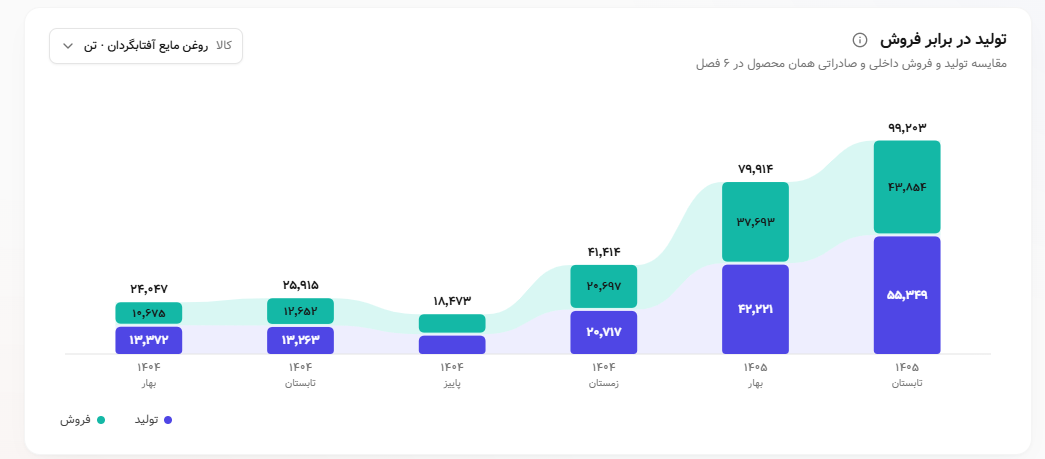 تولید در برابر فروش
مقایسه تولید و فروش داخلی و صادراتی همان محصول در ۶ فصل
کالا روغن مایع آفتابگردان · تن
۹۹,۲۰۳
۴۳,۸۵۴
۵۵,۳۴۹
۷۹,۹۱۴
۳۷,۶۹۳
۴۲,۲۲۱
۴۱,۴۱۴
۲۰,۶۹۷
۲۰,۷۱۷
۱۸,۴۷۳
۲۵,۹۱۵
۱۲,۶۵۲
۱۳,۲۶۳
۲۴,۰۴۷
۱۰,۶۷۵
۱۳,۳۷۲
۱۴۰۵
تابستان
۱۴۰۵
بهار
۱۴۰۴
زمستان
۱۴۰۴
پاییز
۱۴۰۴
تابستان
۱۴۰۴
بهار
تولید
فروش